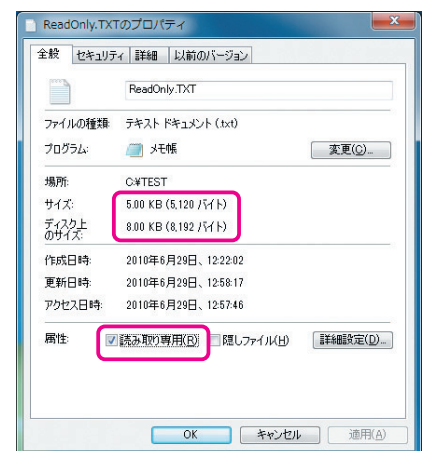 ReadOnly.TXTのプロパティ
全般 セキュリティ 詳細 以前のバージョン
ReadOnly.TXT
ファイルの種類: テキスト ドキュメント (.txt)
プログラム: メモ帳 変更(C)...
場所: C:¥TEST
サイズ: 5.00 KB (5,120 バイト)
ディスク上
のサイズ: 8.00 KB (8,192 バイト)
作成日時: 2010年6月29日、12:22:02
更新日時: 2010年6月29日、12:58:17
アクセス日時: 2010年6月29日、12:57:46
属性: 読み取り専用(R) 隠しファイル(H) 詳細設定(D)...
OK キャンセル 適用(A)